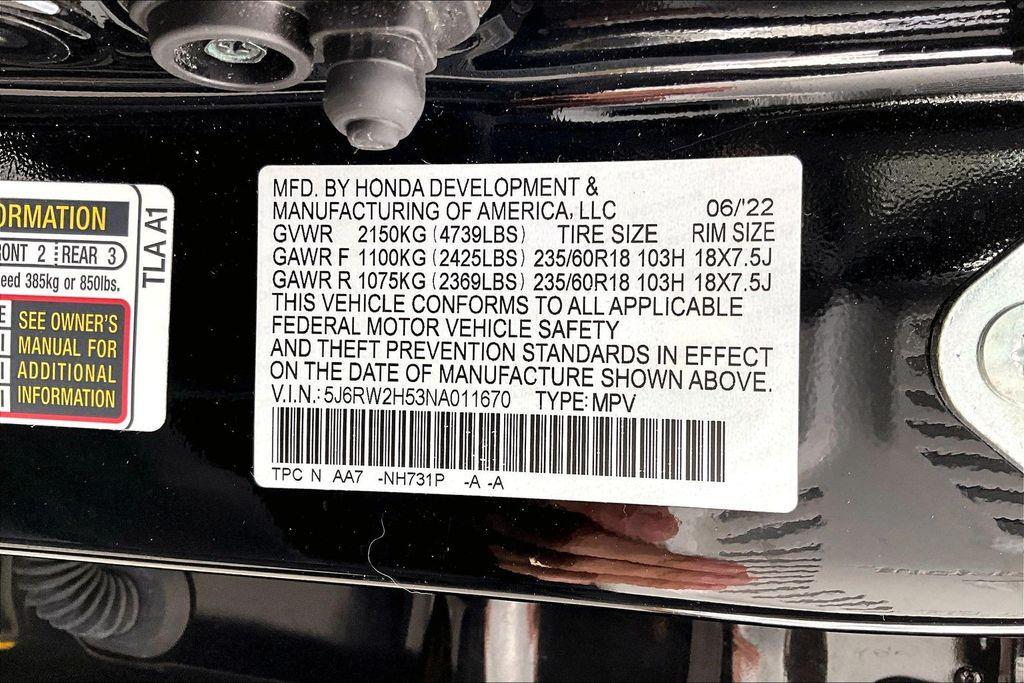 ORMATION
ONT 2 REAR 3
eed 385kg or 850lbs.
SEE OWNER'S
MANUAL FOR
ADDITIONAL
INFORMATION
TLA A1
MFD. BY HONDA DEVELOPMENT &
MANUFACTURING OF AMERICA, LLC 06/'22
GVWR 2150KG (4739LBS) TIRE SIZE RIM SIZE
GAWR F 1100KG (2425LBS) 235/60R18 103H 18X7.5J
GAWR R 1075KG (2369LBS) 235/60R18 103H 18X7.5J
THIS VEHICLE CONFORMS TO ALL APPLICABLE
FEDERAL MOTOR VEHICLE SAFETY
AND THEFT PREVENTION STANDARDS IN EFFECT
ON THE DATE OF MANUFACTURE SHOWN ABOVE.
V.I.N.: 5J6RW2H53NA011670 TYPE: MPV
TPC N AA7 -NH731P -A -A